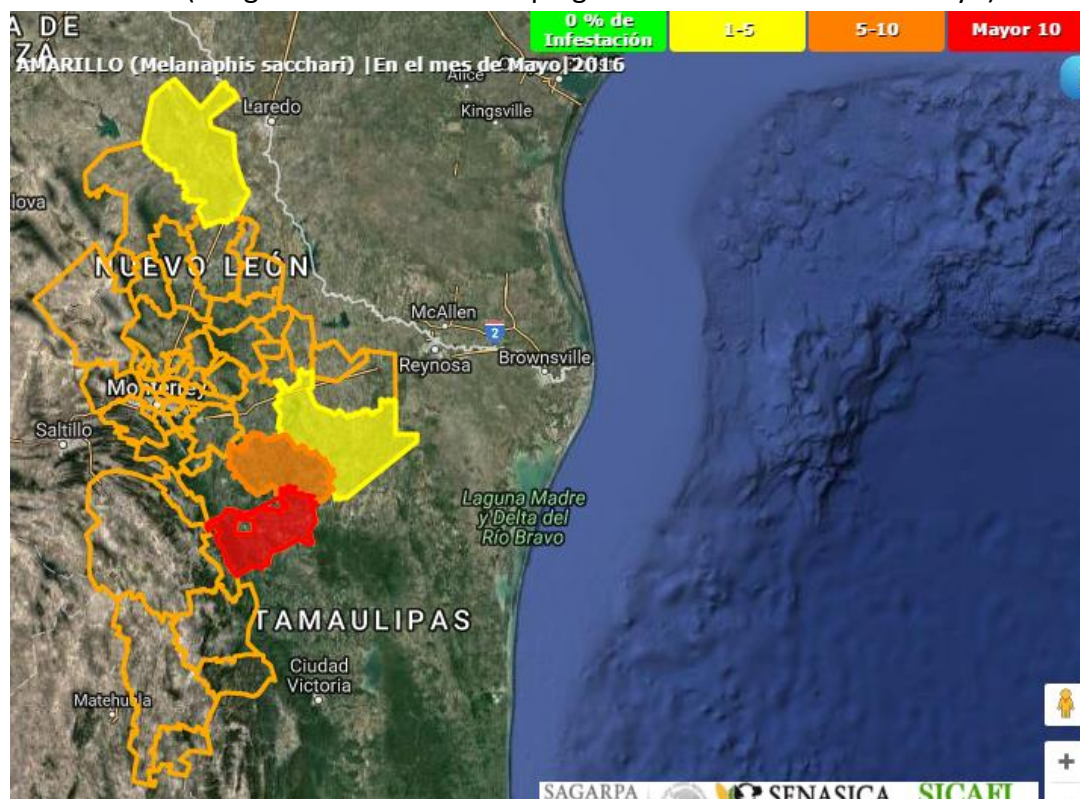 0 % de
Infestación
1-5
5-10
Mayor 10
A DE
ZA
AMARILLO (Melanaphis sacchari) |En el mes de Mayo, 2016
Alice
Laredo
Kingsville
lova
NUEVO LEÓN
McAllen
2
Reynosa
Brownsville
Monterrey
Saltillo
Laguna Madre
y Delta del
Río Bravo
TAMAULIPAS
Ciudad
Victoria
Matehuala
+
SAGARPA
SENASICA